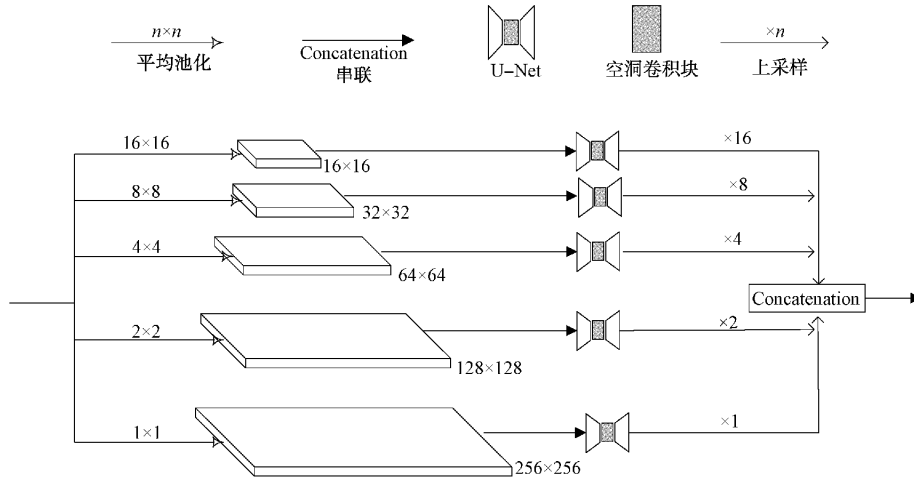 n×n
平均池化
Concatenation
串联
U-Net
空洞卷积块
×n
上采样
16×16
16×16
×16
8×8
32×32
×8
4×4
64×64
×4
Concatenation
2×2
128×128
×2
1×1
256×256
×1